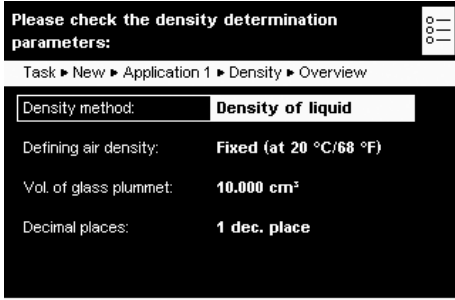 Please check the density determination
parameters:
Task ▸ New ▸ Application 1 ▸ Density ▸ Overview
Density method: Density of liquid
Defining air density: Fixed (at 20 °C/68 °F)
Vol. of glass plummet: 10.000 cm³
Decimal places: 1 dec. place